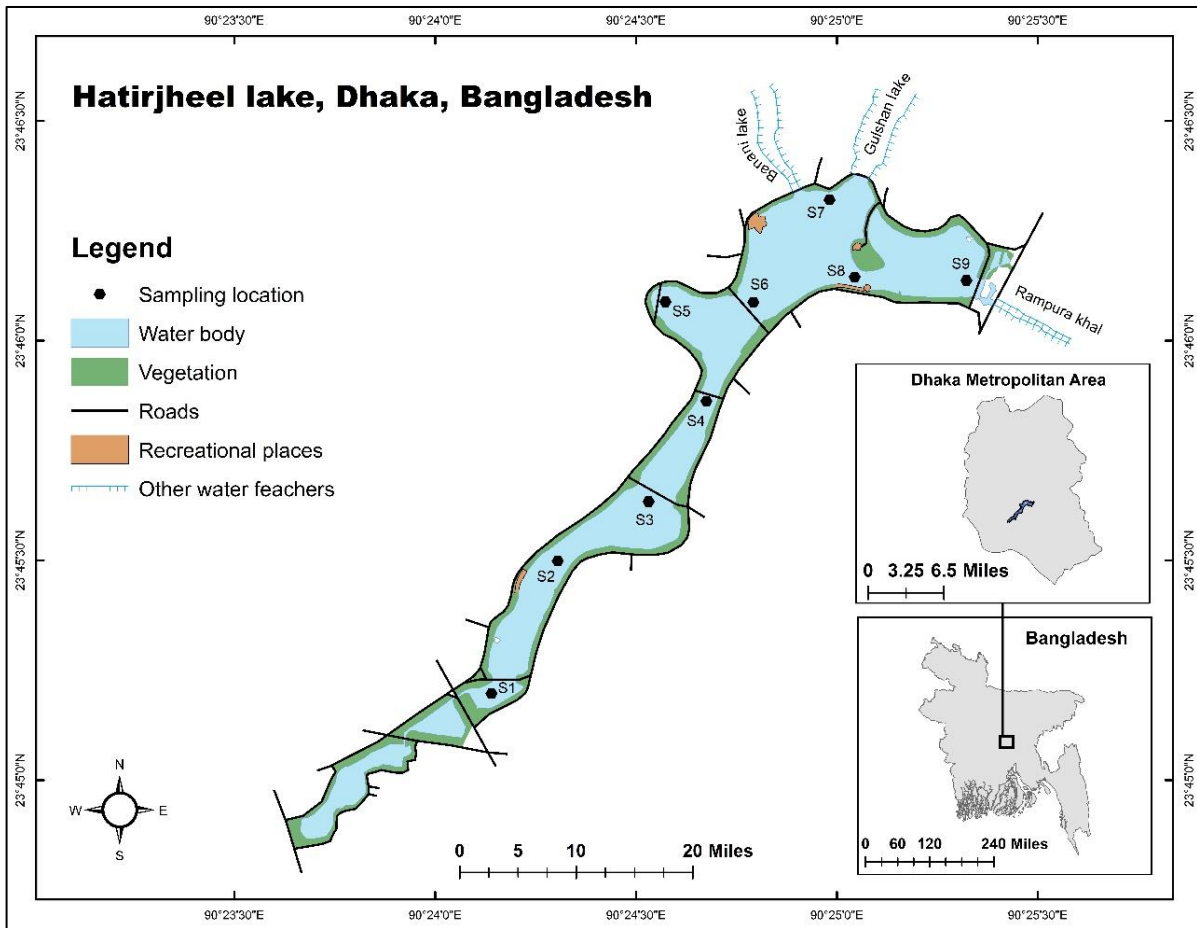 90°23'30"E 90°24'0"E 90°24'30"E 90°25'0"E 90°25'30"E
Hatirjheel lake, Dhaka, Bangladesh
23°46'30"N
23°46'30"N
Banani lake
Gulshan lake
Legend
Sampling location
Water body
Vegetation
Roads
Recreational places
Other water feachers
S7
S8
S9
S6
S5
Rampura khal
23°46'0"N
23°46'0"N
S4
S3
S2
S1
23°45'30"N
23°45'30"N
Dhaka Metropolitan Area
0 3.25 6.5 Miles
Bangladesh
0 60 120 240 Miles
23°45'0"N
23°45'0"N
N
W E
S
0 5 10 20 Miles
90°23'30"E 90°24'0"E 90°24'30"E 90°25'0"E 90°25'30"E